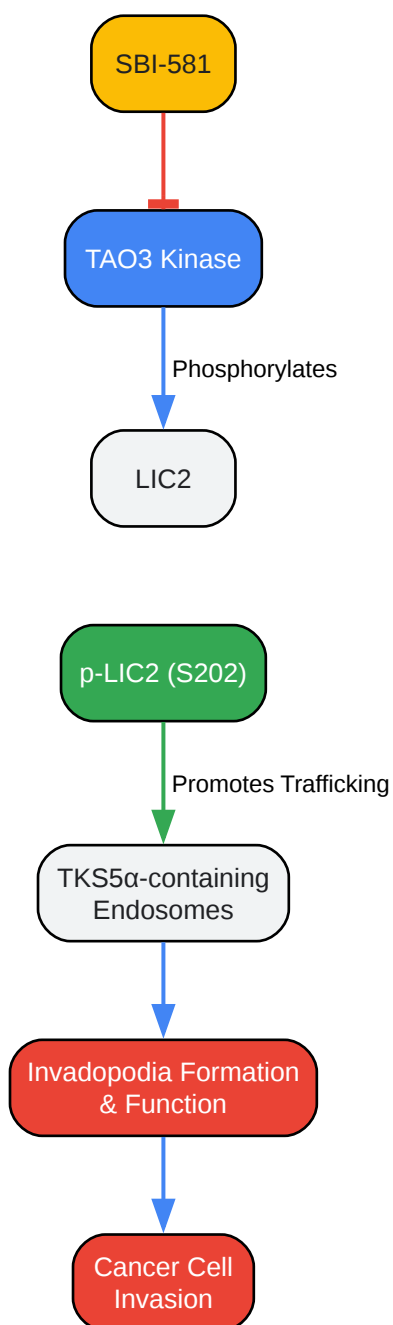 SBI-581
TAO3 Kinase
Phosphorylates
LIC2
p-LIC2 (S202)
Promotes Trafficking
TKS5α-containing
Endosomes
Invadopodia Formation
& Function
Cancer Cell
Invasion